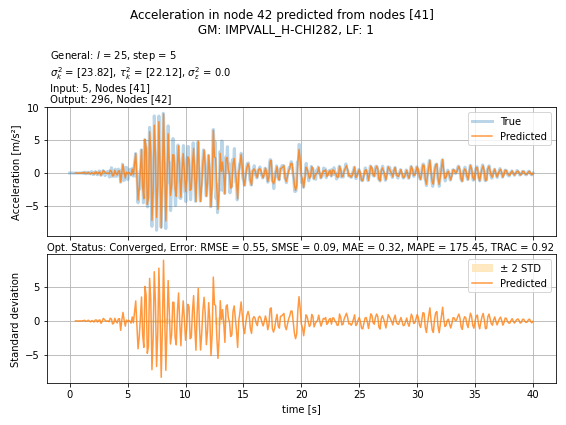 Acceleration in node 42 predicted from nodes [41]
GM: IMPVALL_H-CHI282, LF: 1
General: l = 25, step = 5
σ²ₖ = [23.82], τ²ₖ = [22.12], σ²ε = 0.0
Input: 5, Nodes [41]
Output: 296, Nodes [42]
Acceleration [m/s²]
10
5
0
−5
True
Predicted
Opt. Status: Converged, Error: RMSE = 0.55, SMSE = 0.09, MAE = 0.32, MAPE = 175.45, TRAC = 0.92
Standard deviation
5
0
−5
± 2 STD
Predicted
0 5 10 15 20 25 30 35 40
time [s]